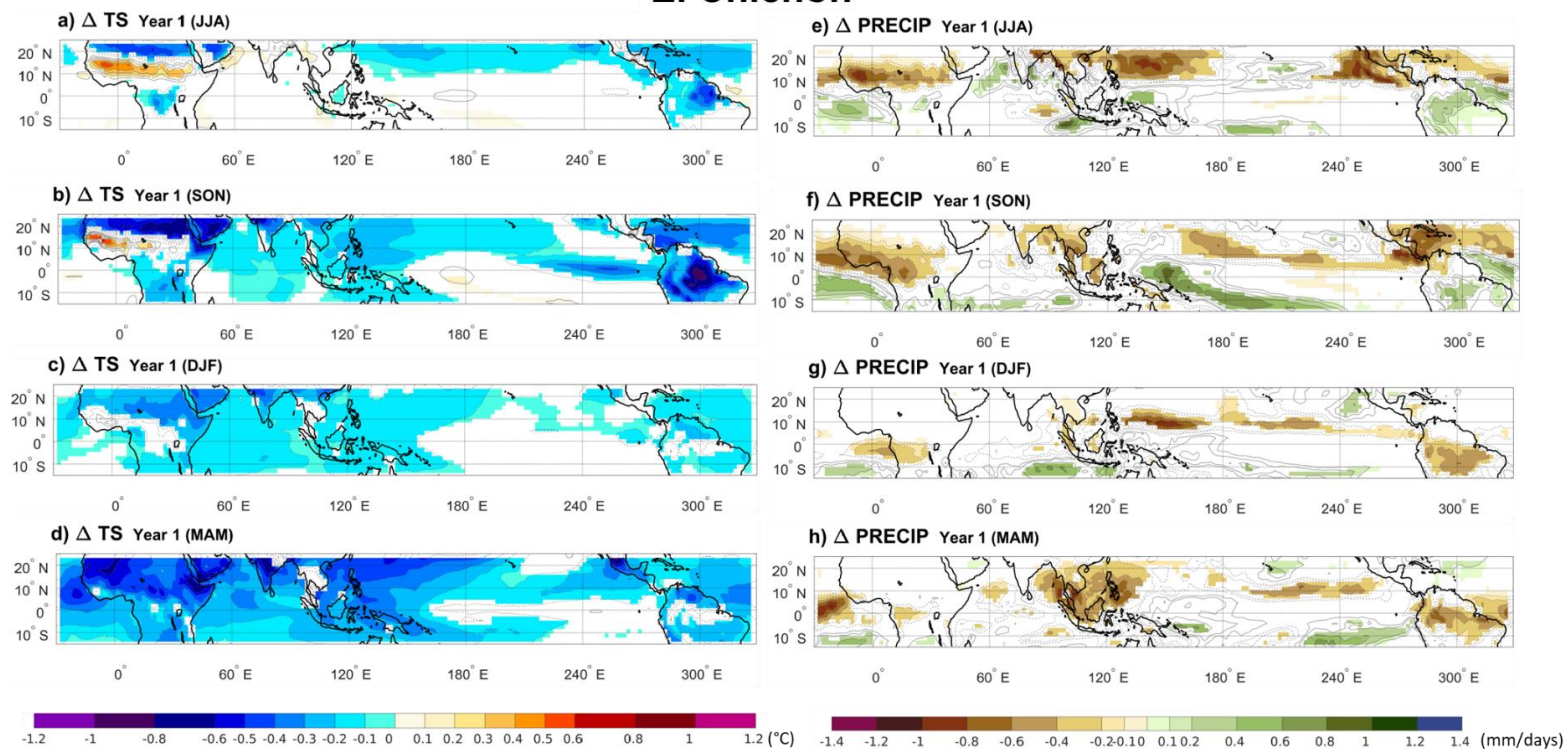 a) Δ TS Year 1 (JJA)
20° N
10° N
0°
10° S
0° 60° E 120° E 180° E 240° E 300° E
b) Δ TS Year 1 (SON)
20° N
10° N
0°
10° S
0° 60° E 120° E 180° E 240° E 300° E
c) Δ TS Year 1 (DJF)
20° N
10° N
0°
10° S
0° 60° E 120° E 180° E 240° E 300° E
d) Δ TS Year 1 (MAM)
20° N
10° N
0°
10° S
0° 60° E 120° E 180° E 240° E 300° E
-1.2 -1 -0.8 -0.6 -0.5 -0.4 -0.3 -0.2 -0.1 0 0.1 0.2 0.3 0.4 0.5 0.6 0.8 1 1.2 (°C)
e) Δ PRECIP Year 1 (JJA)
20° N
10° N
0°
10° S
0° 60° E 120° E 180° E 240° E 300° E
f) Δ PRECIP Year 1 (SON)
20° N
10° N
0°
10° S
0° 60° E 120° E 180° E 240° E 300° E
g) Δ PRECIP Year 1 (DJF)
20° N
10° N
0°
10° S
0° 60° E 120° E 180° E 240° E 300° E
h) Δ PRECIP Year 1 (MAM)
20° N
10° N
0°
10° S
0° 60° E 120° E 180° E 240° E 300° E
-1.4 -1.2 -1 -0.8 -0.6 -0.4 -0.2 -0.1 0 0.1 0.2 0.4 0.6 0.8 1 1.2 1.4 (mm/days)